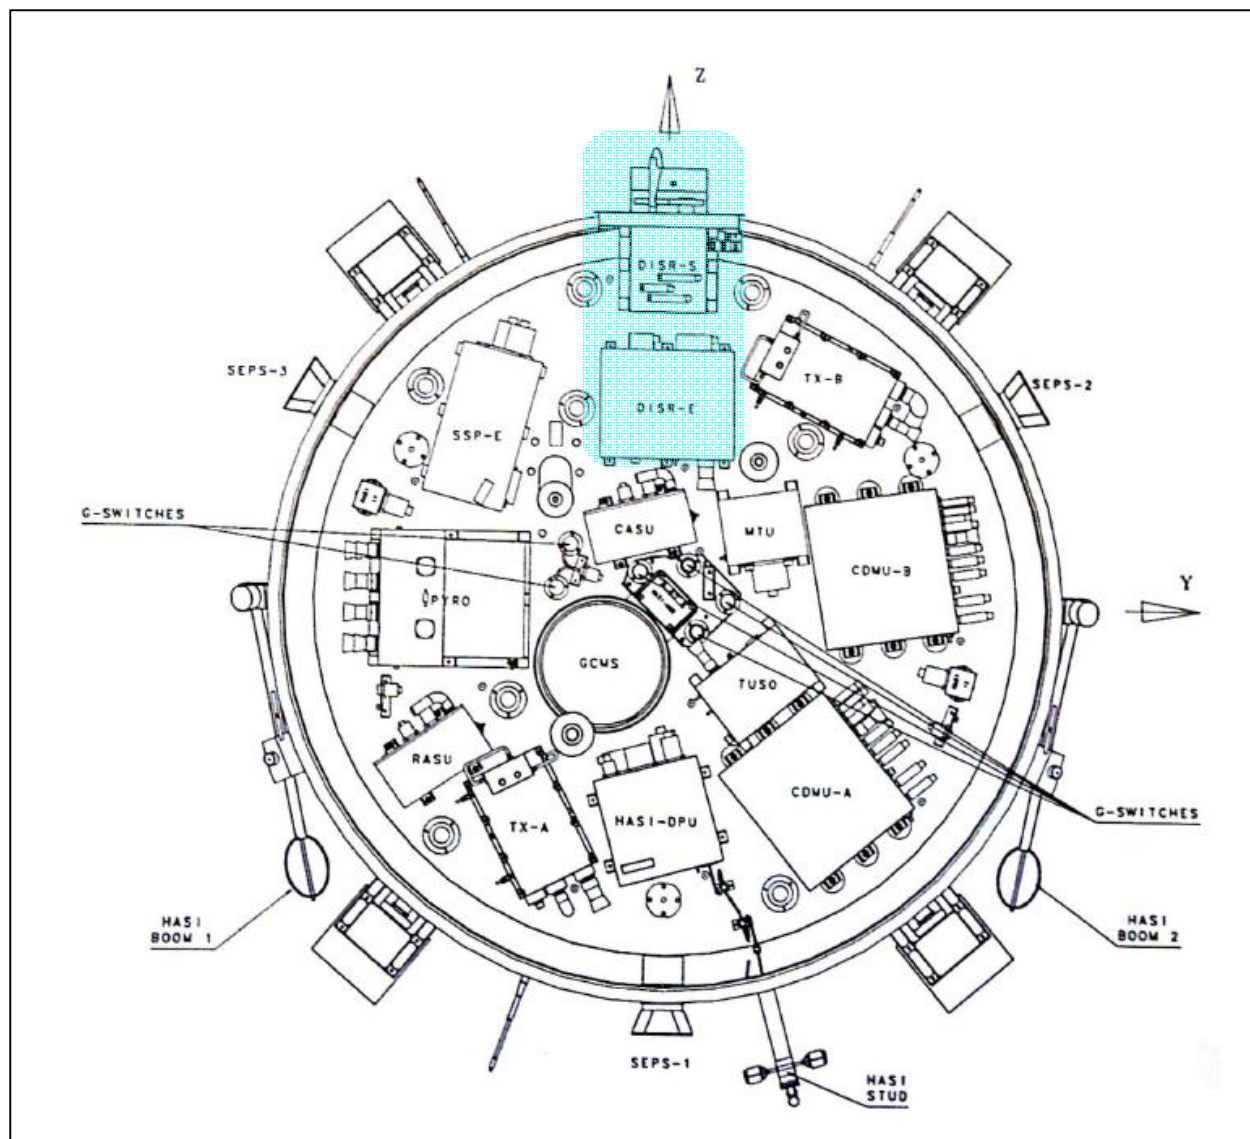 Z
DISR-S
SEPS-3
TX-B
SEPS-2
DISR-E
SSP-E
G-SWITCHES
CASU
MTU
CDMU-B
PYRO
Y
GCMS
TUSO
RASU
CDMU-A
TX-A
HASI-DPU
G-SWITCHES
HASI
BOOM 1
HASI
BOOM 2
SEPS-1
HASI
STUD